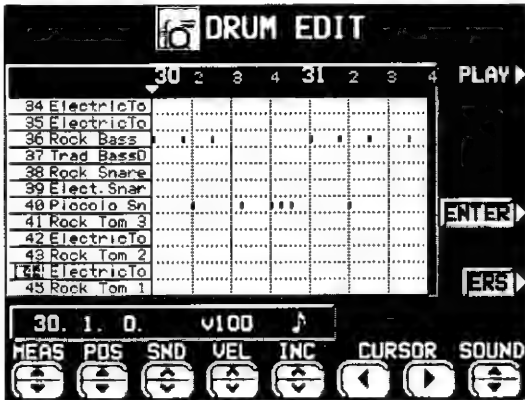 DRUM EDIT
30 2 3 4 31 2 3 4 PLAY
34 ElectricTo
35 ElectricTo
36 Rock Bass
37 Trad BassD
38 Rock Snare
39 Elect.Snar
40 Piccolo Sn
41 Rock Tom 3
42 ElectricTo
43 Rock Tom 2
44 ElectricTo
45 Rock Tom 1
ENTER
ERS
30. 1. 0. v100 ♪
MEAS POS SND VEL INC CURSOR SOUND